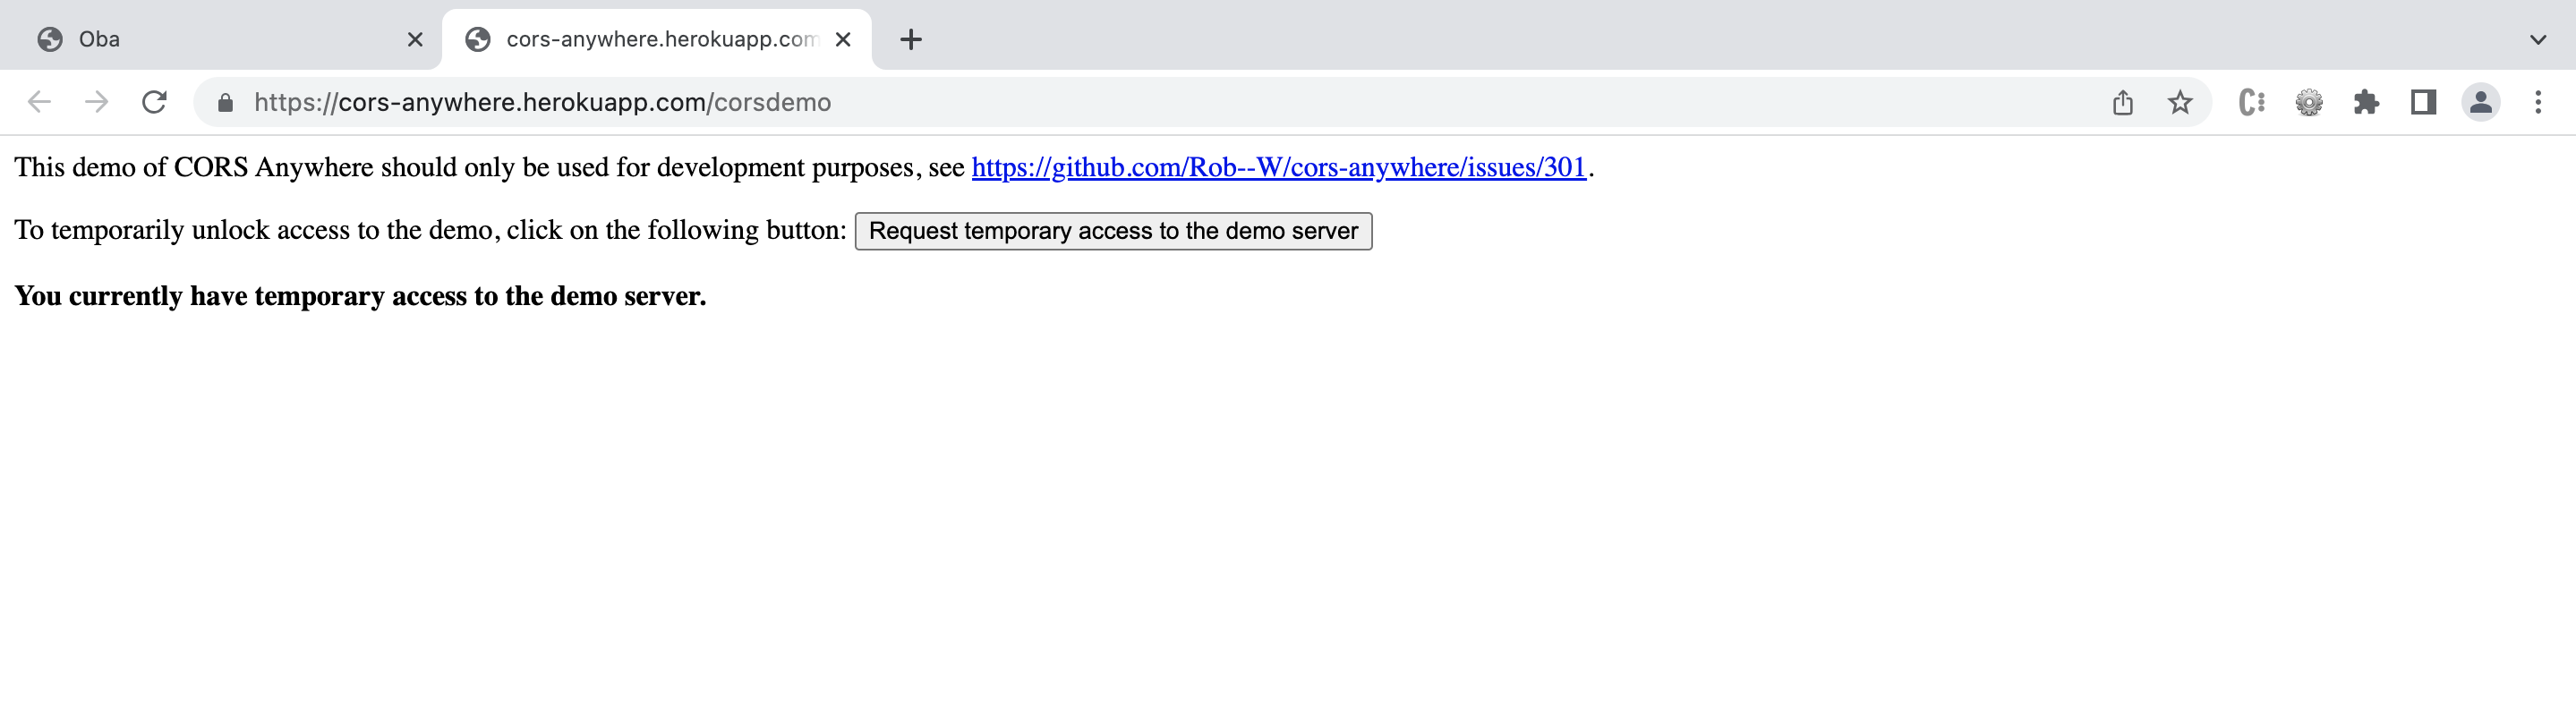 Oba
cors-anywhere.herokuapp.com
https://cors-anywhere.herokuapp.com/corsdemo
This demo of CORS Anywhere should only be used for development purposes, see https://github.com/Rob--W/cors-anywhere/issues/301.
To temporarily unlock access to the demo, click on the following button: Request temporary access to the demo server
You currently have temporary access to the demo server.